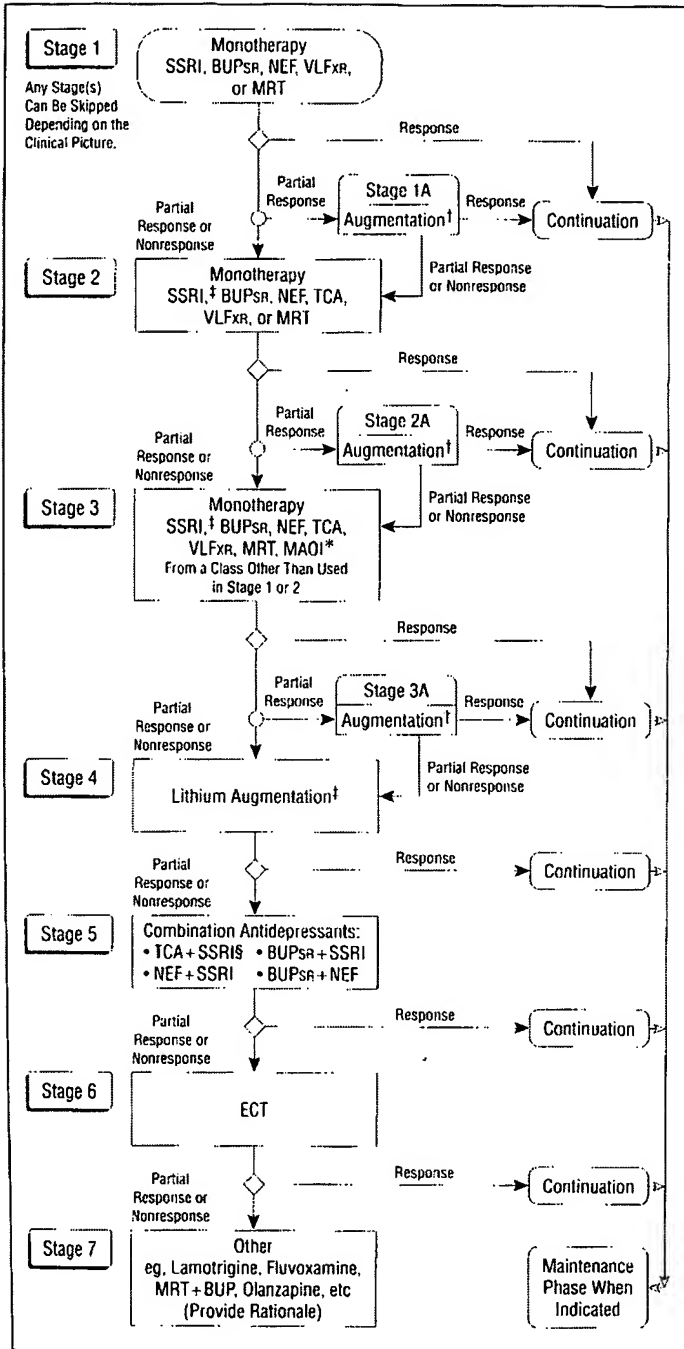 Stage 1
Any Stage(s)
Can Be Skipped
Depending on the
Clinical Picture.
Monotherapy
SSRI, BUPSR, NEF, VLFXR,
or MRT
Response
Partial
Response
Stage 1A
Augmentation†
Response
Continuation
Partial
Response or
Nonresponse
Partial Response
or Nonresponse
Stage 2
Monotherapy
SSRI,‡ BUPSR, NEF, TCA,
VLFXR, or MRT
Response
Partial
Response
Stage 2A
Augmentation†
Response
Continuation
Partial
Response or
Nonresponse
Partial Response
or Nonresponse
Stage 3
Monotherapy
SSRI,‡ BUPSR, NEF, TCA,
VLFXR, MRT, MAOI*
From a Class Other Than Used
in Stage 1 or 2
Response
Partial
Response
Stage 3A
Augmentation†
Response
Continuation
Partial
Response or
Nonresponse
Partial Response
or Nonresponse
Stage 4
Lithium Augmentation‡
Partial
Response or
Nonresponse
Response
Continuation
Stage 5
Combination Antidepressants:
• TCA + SSRI§ • BUPSR + SSRI
• NEF + SSRI • BUPSR + NEF
Partial
Response or
Nonresponse
Response
Continuation
Stage 6
ECT
Partial
Response or
Nonresponse
Response
Continuation
Stage 7
Other
eg, Lamotrigine, Fluvoxamine,
MRT + BUP, Olanzapine, etc
(Provide Rationale)
Maintenance
Phase When
Indicated